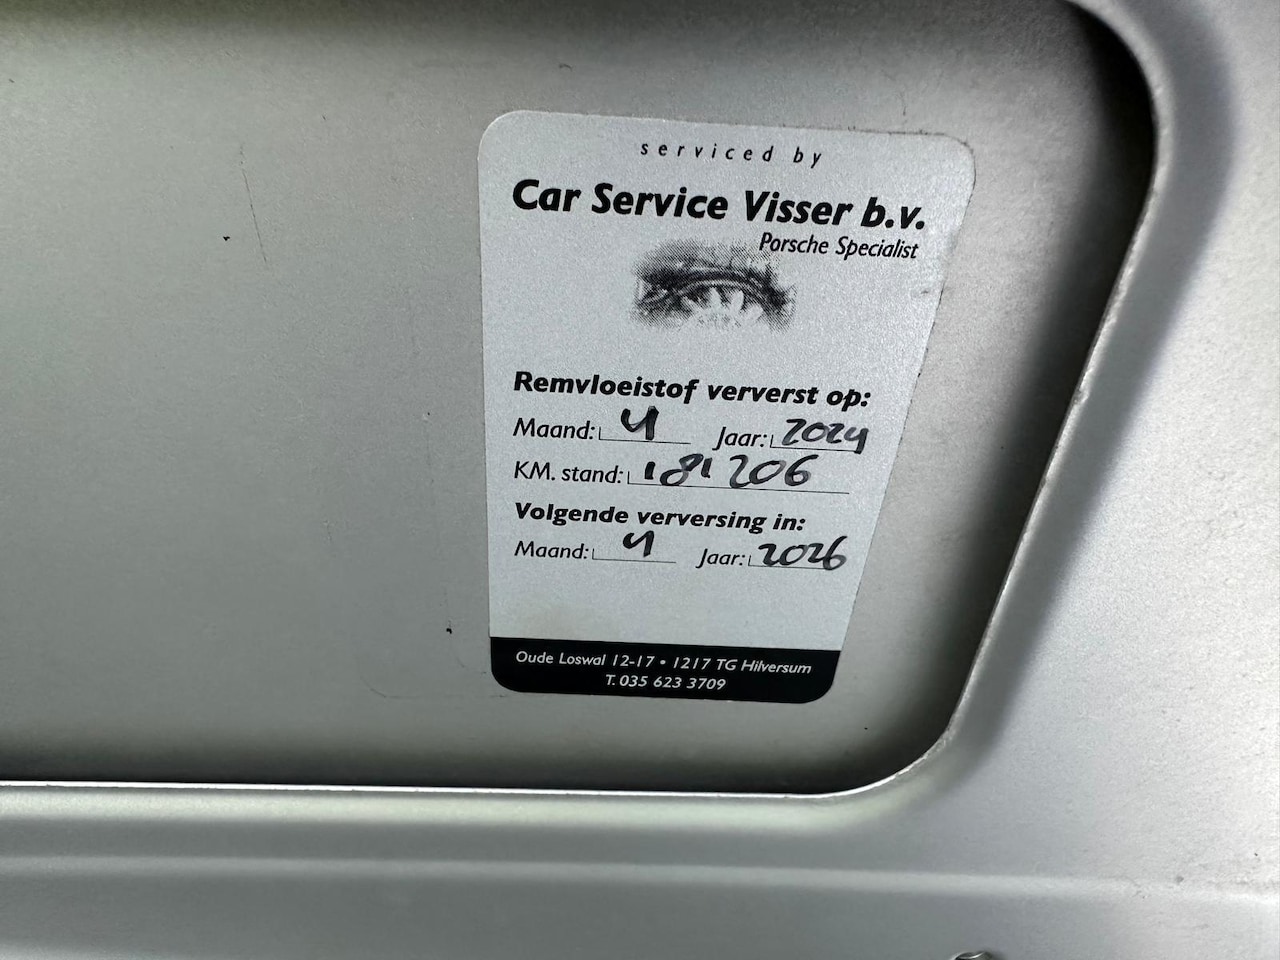 serviced by
Car Service Visser b.v.
Porsche Specialist
Remvloeistof ververst op:
Maand: 4 Jaar: 2024
KM. stand: 181206
Volgende verversing in:
Maand: 4 Jaar: 2026
Oude Loswal 12-17 • 1217 TG Hilversum
T. 035 623 3709